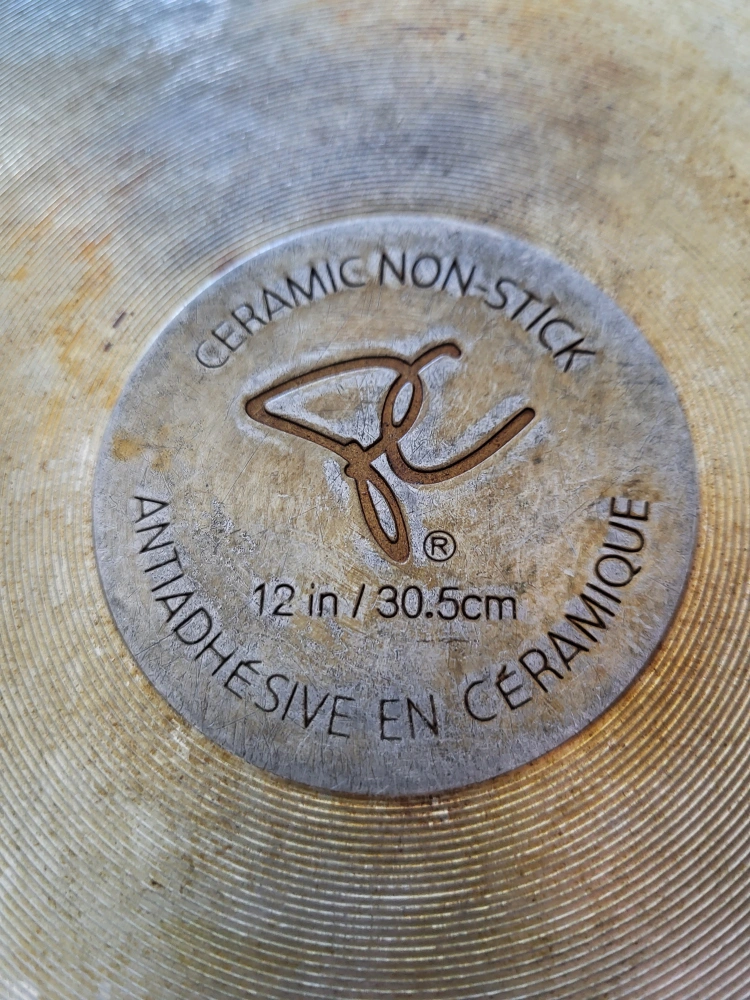 CERAMIC NON-STICK
®
12 in / 30.5cm
ANTIADHÉSIVE EN CÉRAMIQUE